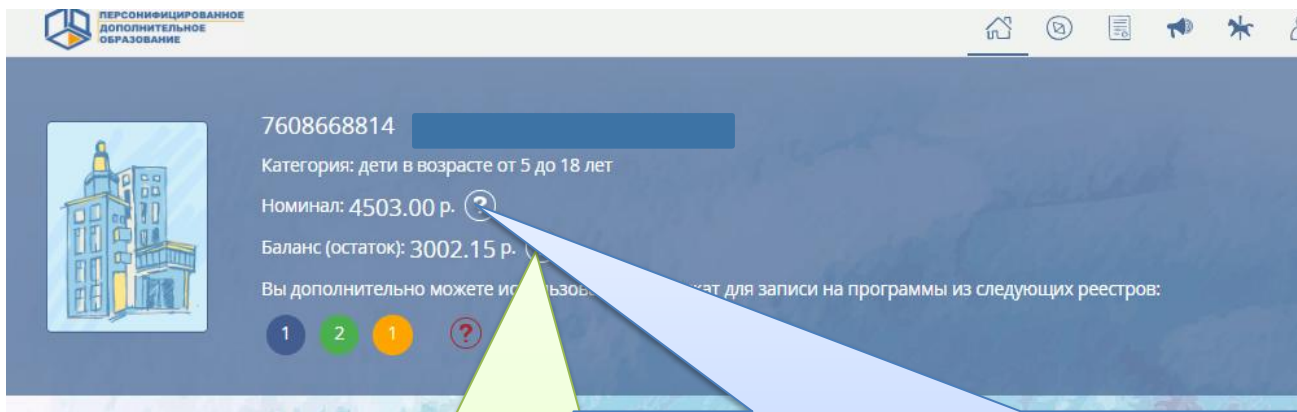 ПЕРСОНИФИЦИРОВАННОЕ
ДОПОЛНИТЕЛЬНОЕ
ОБРАЗОВАНИЕ
7608668814
Категория: дети в возрасте от 5 до 18 лет
Номинал: 4503.00 р. ?
Баланс (остаток): 3002.15 р.
Вы дополнительно можете для записи на программы из следующих реестров:
1 2 1 ?